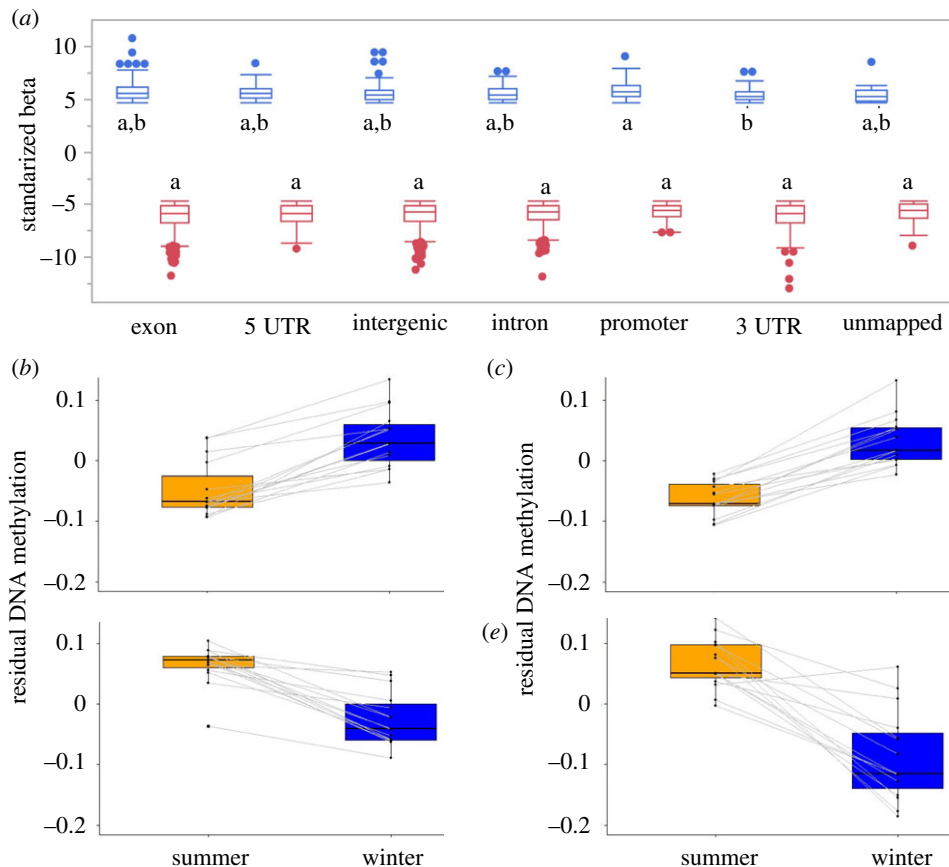 (a)
standarized beta
10
5
0
–5
–10
a,b a,b a,b a,b a b a,b
a a a a a a a
exon 5 UTR intergenic intron promoter 3 UTR unmapped
(b)
residual DNA methylation
0.1
0
–0.1
–0.2
(c)
residual DNA methylation
0.1
0
–0.1
–0.2
0.1
0
–0.1
–0.2
summer winter
(e)
0.1
0
–0.1
–0.2
summer winter